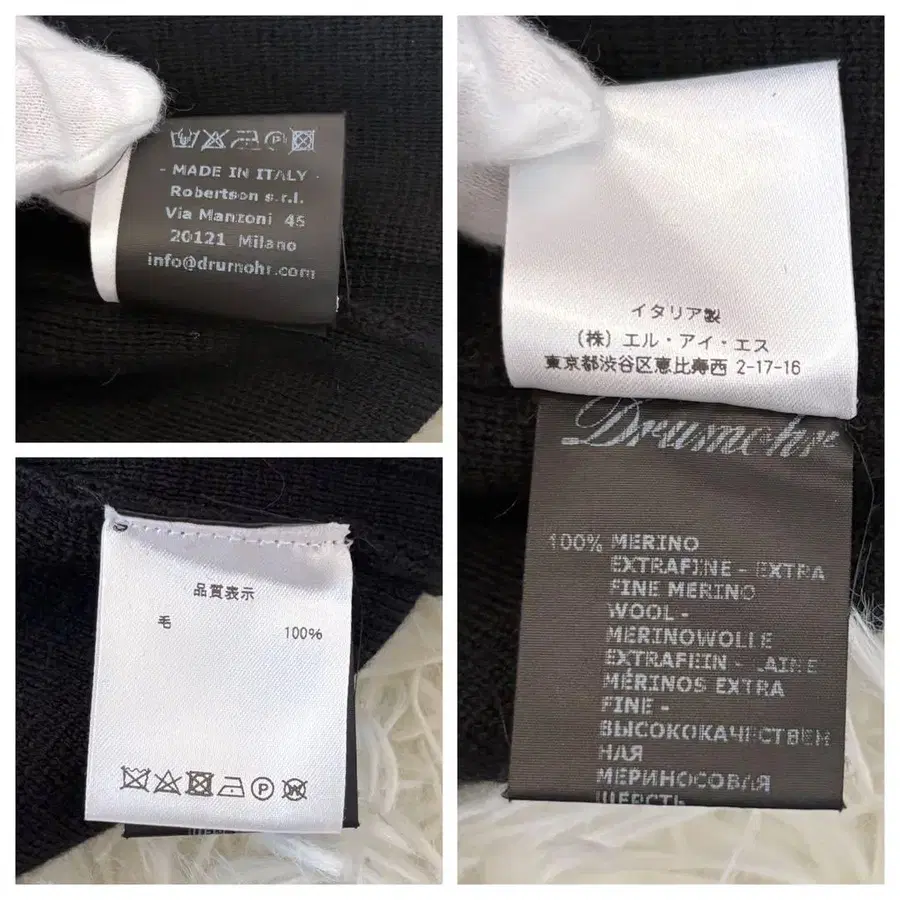 - MADE IN ITALY -
Robertson s.r.l.
Via Manzoni 45
20121 Milano
info@drumohr.com
品質表示
毛 100%
イタリア製
(株) エル・アイ・エス
東京都渋谷区恵比寿西 2-17-16
Drumohr
100% MERINO
EXTRAFINE - EXTRA
FINE MERINO
WOOL -
MERINOWOLLE
EXTRAFEIN - LAINE
MÉRINOS EXTRA
FINE -
ВЫСОКОКАЧЕСТВЕН
НАЯ
МЕРИНОСОВАЯ
ШЕРСТЬ